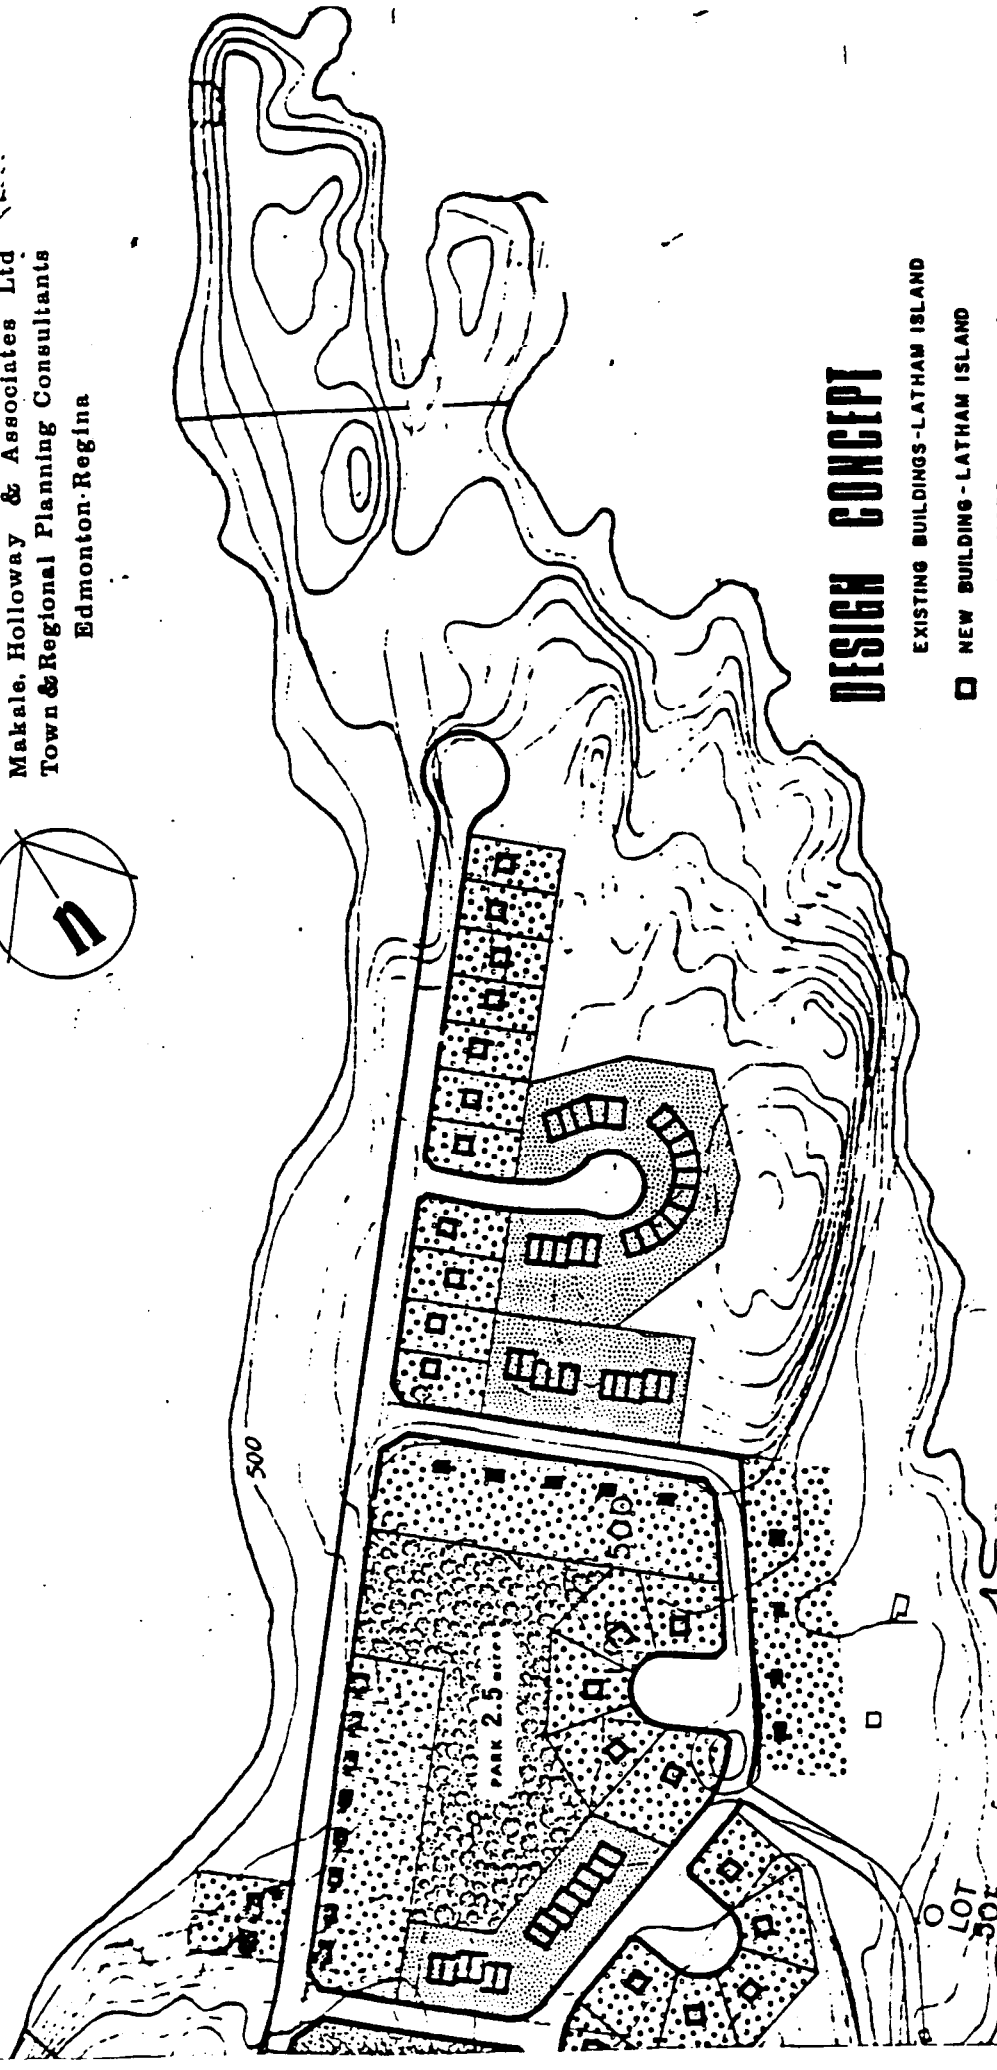 Makale, Holloway & Associates Ltd
Town & Regional Planning Consultants
Edmonton·Regina
n
DESIGN CONCEPT
EXISTING BUILDINGS-LATHAM ISLAND
NEW BUILDING-LATHAM ISLAND
500
500
PARK 2.5 acres
LOT